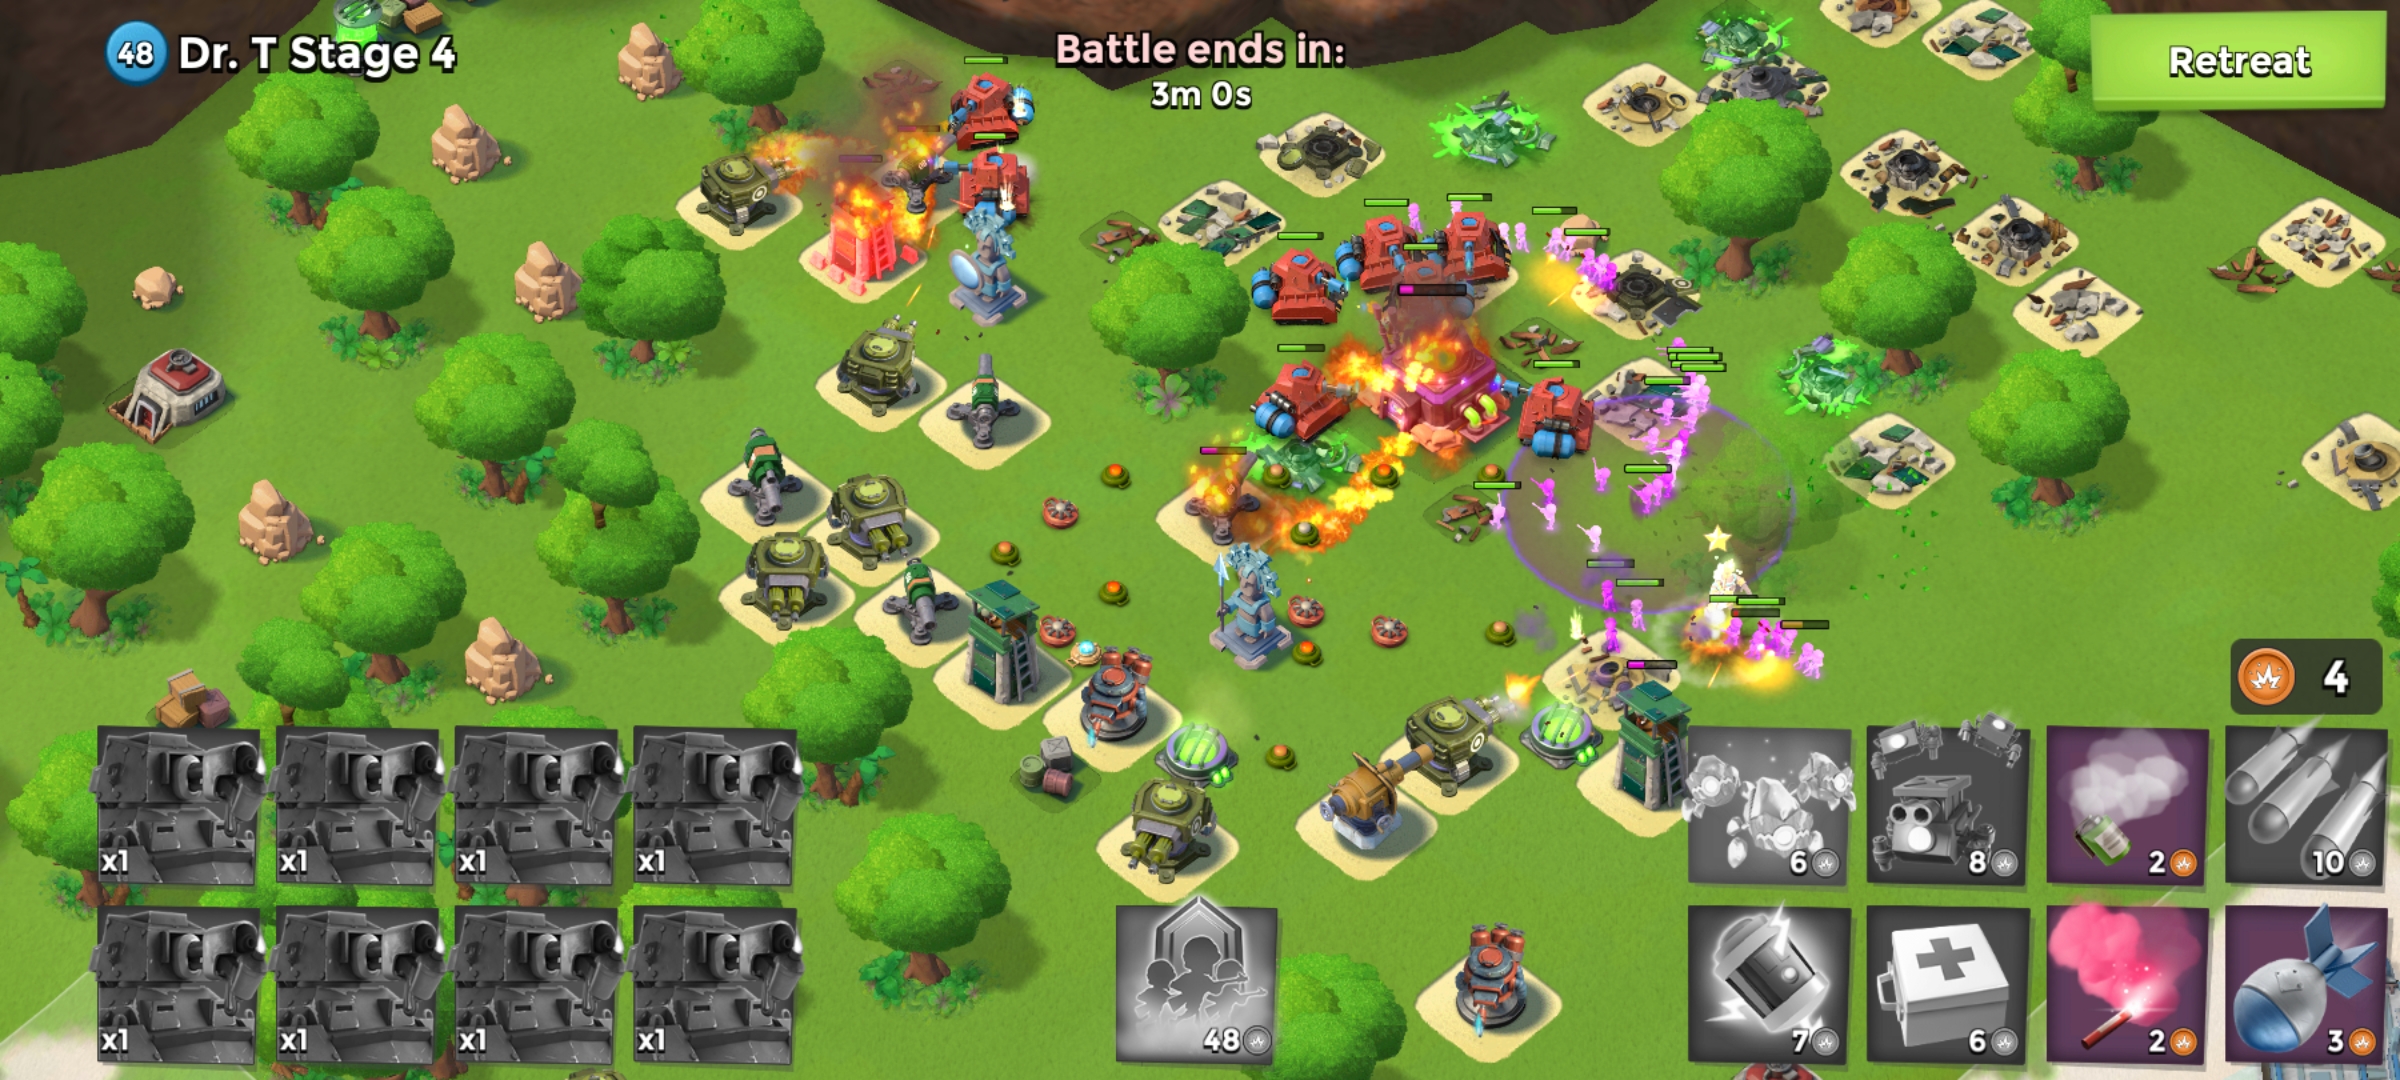 48 Dr. T Stage 4
Battle ends in:
3m 0s
Retreat
4
x1 x1 x1 x1
6 8 2 10
x1 x1 x1 x1
48
7 6 2 3